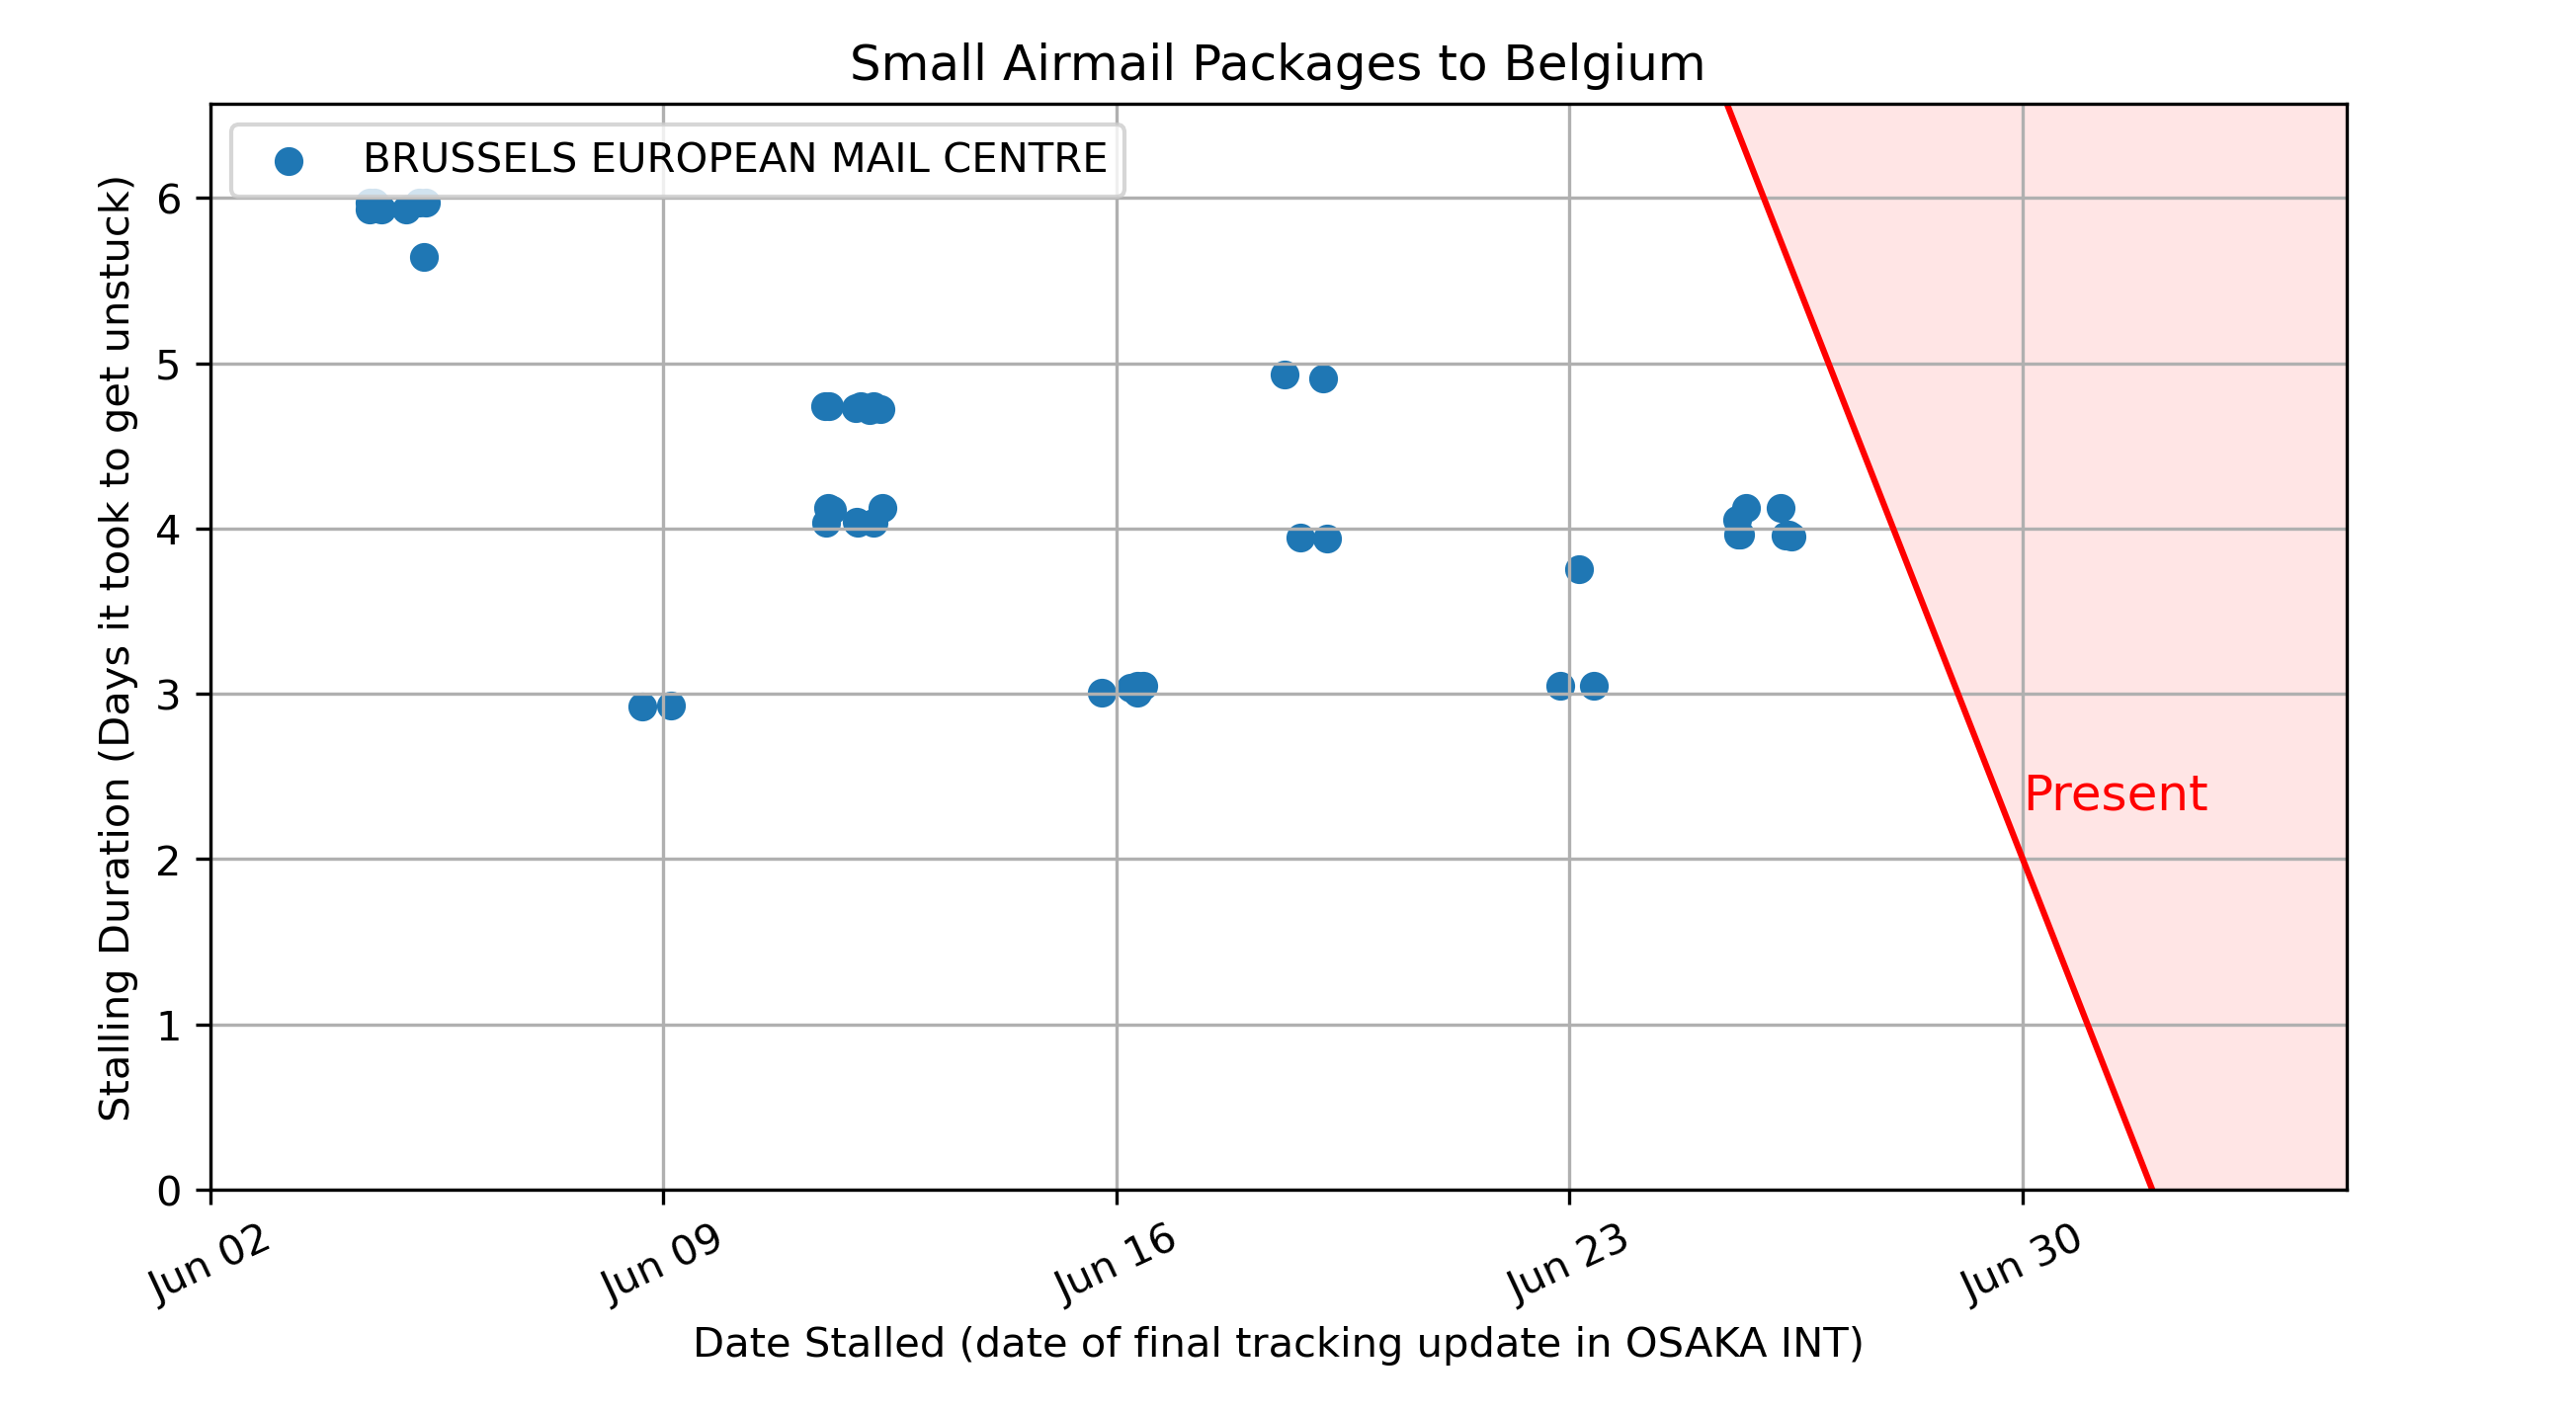 Small Airmail Packages to Belgium
BRUSSELS EUROPEAN MAIL CENTRE
Stalling Duration (Days it took to get unstuck)
6
5
4
3
2
1
0
Present
Jun 02
Jun 09
Jun 16
Jun 23
Jun 30
Date Stalled (date of final tracking update in OSAKA INT)